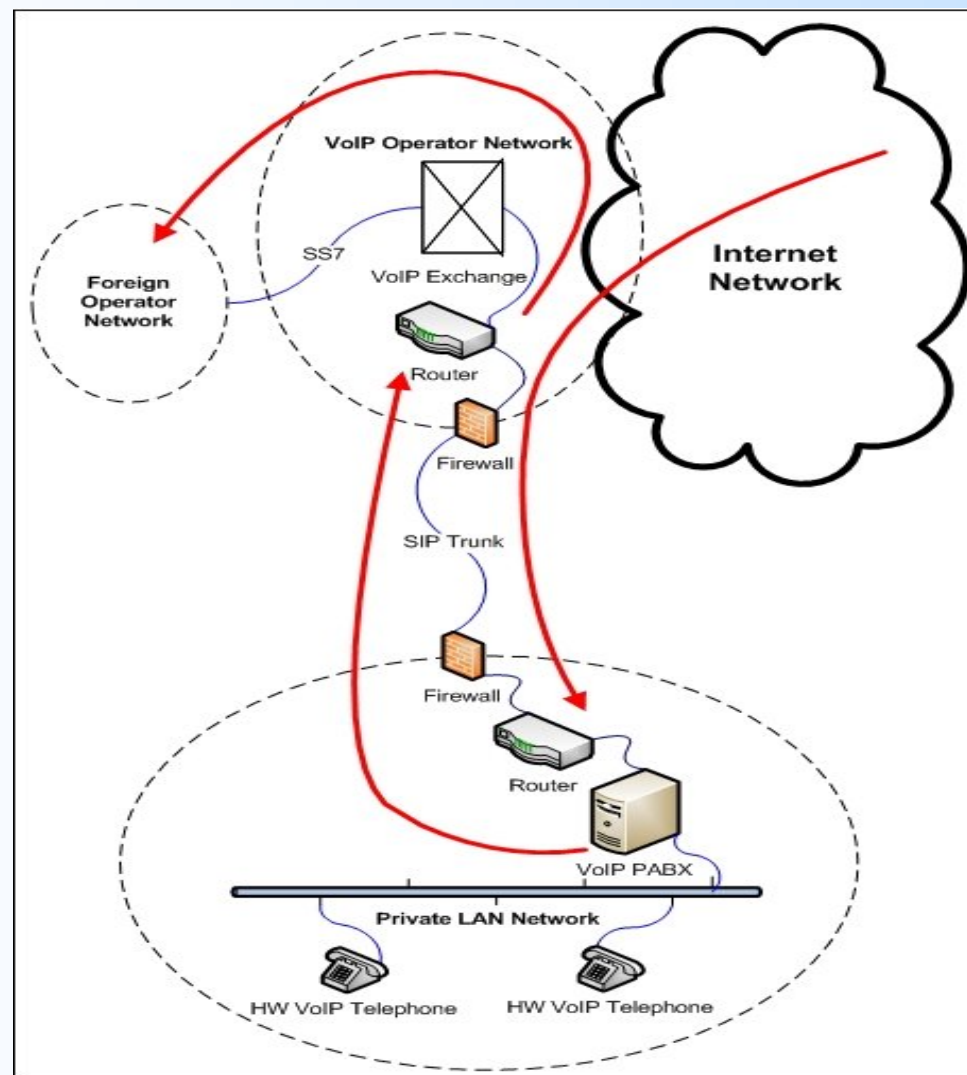 VoIP Operator Network
Internet
Network
SS7
VoIP Exchange
Foreign
Operator
Network
Router
Firewall
SIP Trunk
Firewall
Router
VoIP PABX
Private LAN Network
HW VoIP Telephone
HW VoIP Telephone